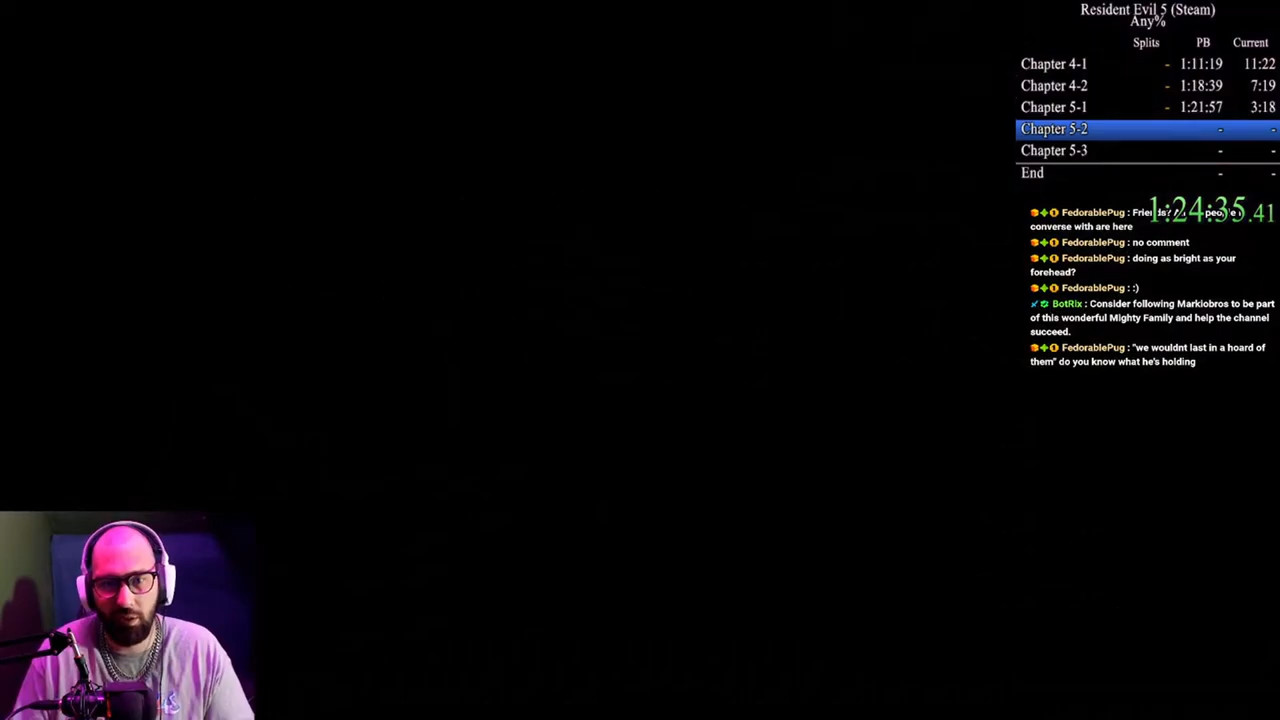 Resident Evil 5 (Steam)
Any%
Splits PB Current
Chapter 4-1 - 1:11:19 11:22
Chapter 4-2 - 1:18:39 7:19
Chapter 5-1 - 1:21:57 3:18
Chapter 5-2 - -
Chapter 5-3 - -
End - -
1:24:35.41
FedorablePug : Friends?
converse with are here
FedorablePug : no comment
FedorablePug : doing as bright as your
forehead?
FedorablePug : :)
BotRix : Consider following Markiobros to be part
of this wonderful Mighty Family and help the channel
succeed.
FedorablePug : "we wouldnt last in a hoard of
them" do you know what he's holding